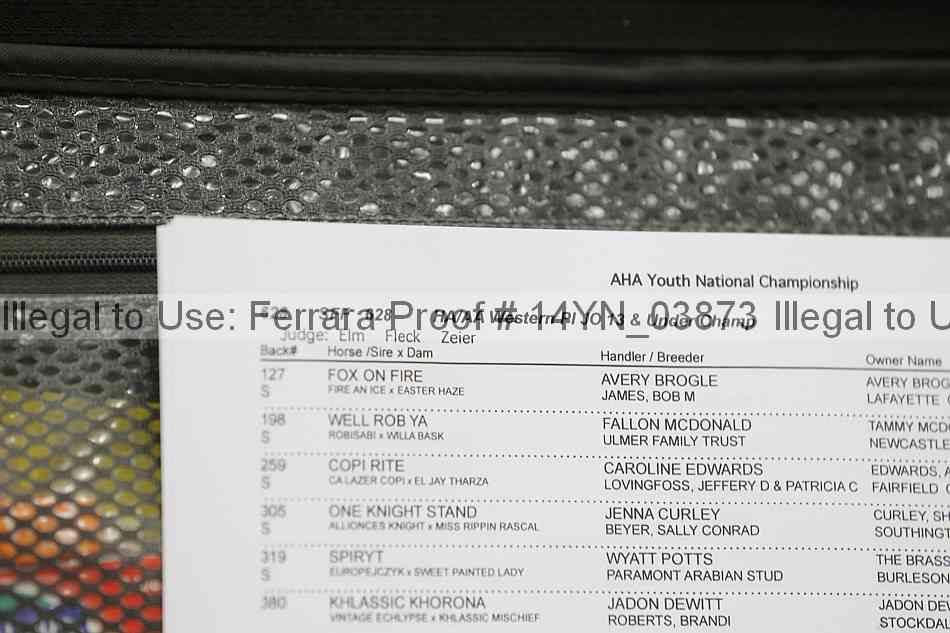 AHA Youth National Championship
Illegal to Use: Ferrara Proof # 14YN_03873 Illegal to U
628 HA/AA Western Pl JO 13 & Under Champ
Judge: Elm Fleck Zeier
Back# Horse /Sire x Dam Handler / Breeder Owner Name
127 FOX ON FIRE AVERY BROGLE AVERY BROG
S FIRE AN ICE x EASTER HAZE JAMES, BOB M LAFAYETTE
198 WELL ROB YA FALLON MCDONALD TAMMY MCD
S ROBISABI x WILLA BASK ULMER FAMILY TRUST NEWCASTLE
259 COPI RITE CAROLINE EDWARDS EDWARDS, A
S CA LAZER COPI x EL JAY THARZA LOVINGFOSS, JEFFERY D & PATRICIA C FAIRFIELD
305 ONE KNIGHT STAND JENNA CURLEY CURLEY, SH
S ALLIONCES KNIGHT x MISS RIPPIN RASCAL BEYER, SALLY CONRAD SOUTHINGT
319 SPIRYT WYATT POTTS THE BRASS
S EUROPEJCZYK x SWEET PAINTED LADY PARAMONT ARABIAN STUD BURLESON
380 KHLASSIC KHORONA JADON DEWITT JADON DEW
VINTAGE ECHLYPSE x KHLASSIC MISCHIEF ROBERTS, BRANDI STOCKDAL